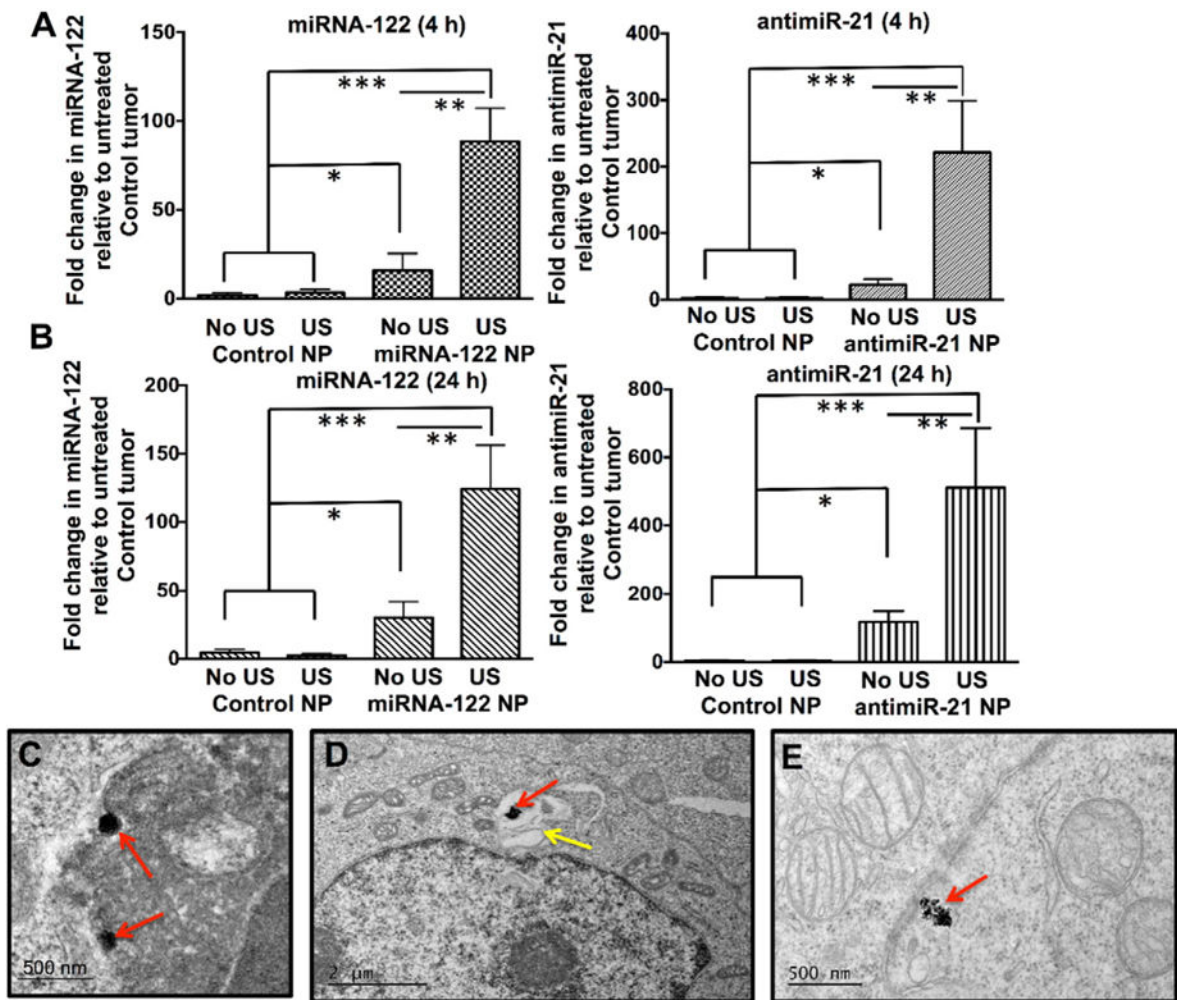 A
miRNA-122 (4 h)
Fold change in miRNA-122
relative to untreated
Control tumor
150
100
50
0
***
**
*
No US US No US US
Control NP miRNA-122 NP
antimiR-21 (4 h)
Fold change in antimiR-21
relative to untreated
Control tumor
400
300
200
100
0
***
**
*
No US US No US US
Control NP antimiR-21 NP
B
miRNA-122 (24 h)
Fold change in miRNA-122
relative to untreated
Control tumor
200
150
100
50
0
***
**
*
No US US No US US
Control NP miRNA-122 NP
antimiR-21 (24 h)
Fold change in antimiR-21
relative to untreated
Control tumor
800
600
400
200
0
***
**
*
No US US No US US
Control NP antimiR-21 NP
C
500 nm
D
2 µm
E
500 nm